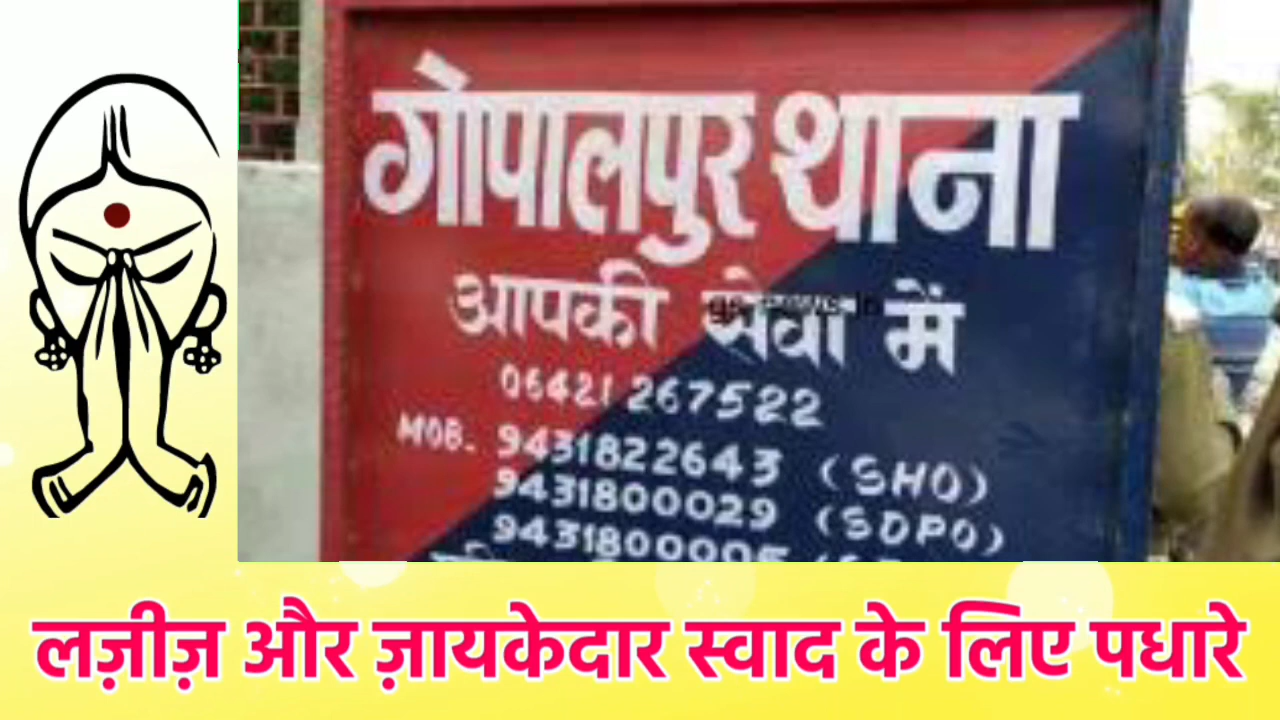 गोपालपुर थाना
आपकी सेवा में
06421 267522
MOB. 9431822643 (SHO)
9431800029 (SDPO)
लज़ीज़ और ज़ायकेदार स्वाद के लिए पधारे